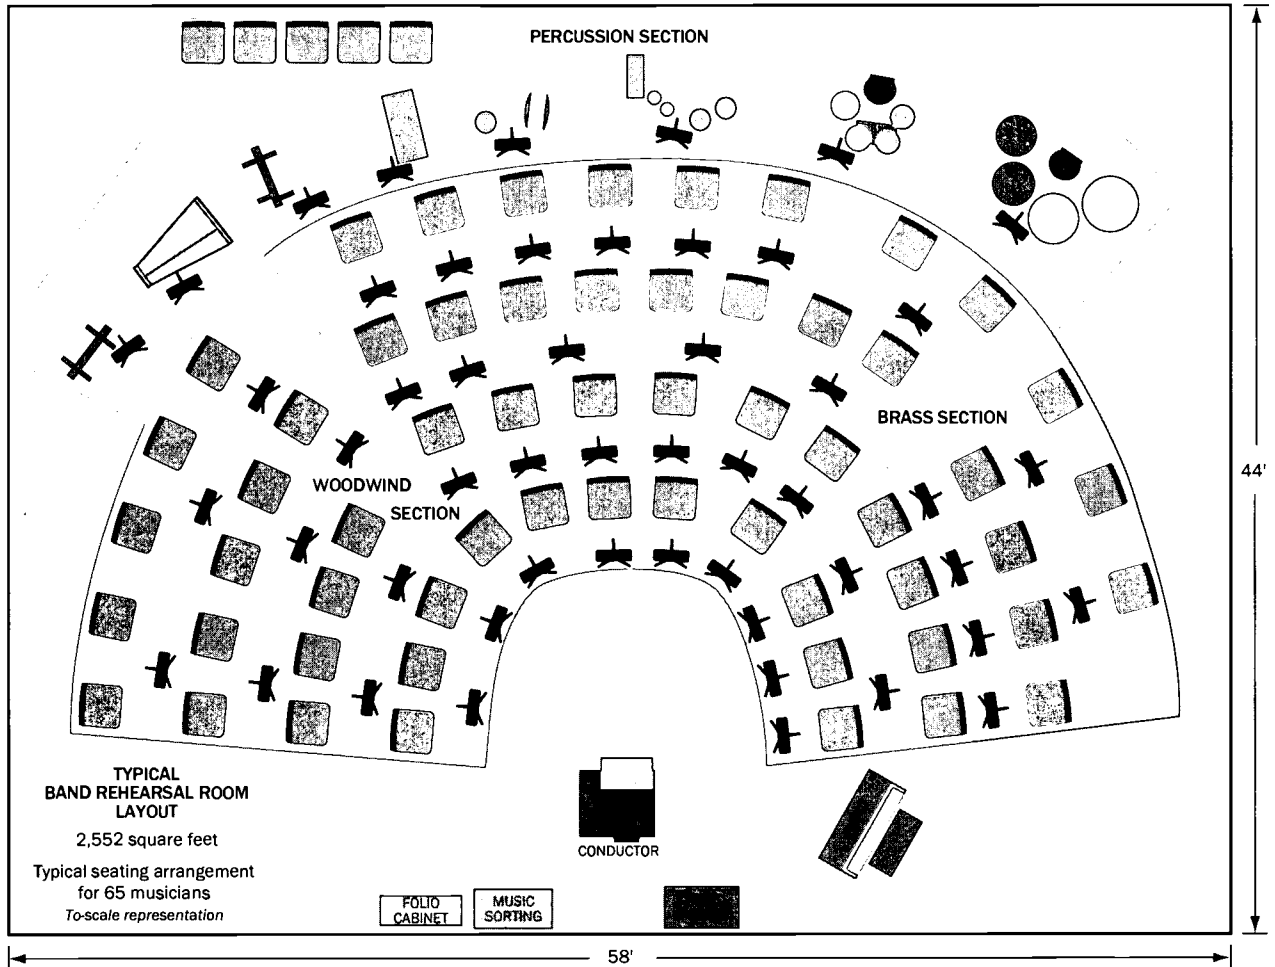 PERCUSSION SECTION
BRASS SECTION
WOODWIND
SECTION
44'
TYPICAL
BAND REHEARSAL ROOM
LAYOUT
2,552 square feet
Typical seating arrangement
for 65 musicians
To-scale representation
CONDUCTOR
FOLIO
CABINET
MUSIC
SORTING
58'